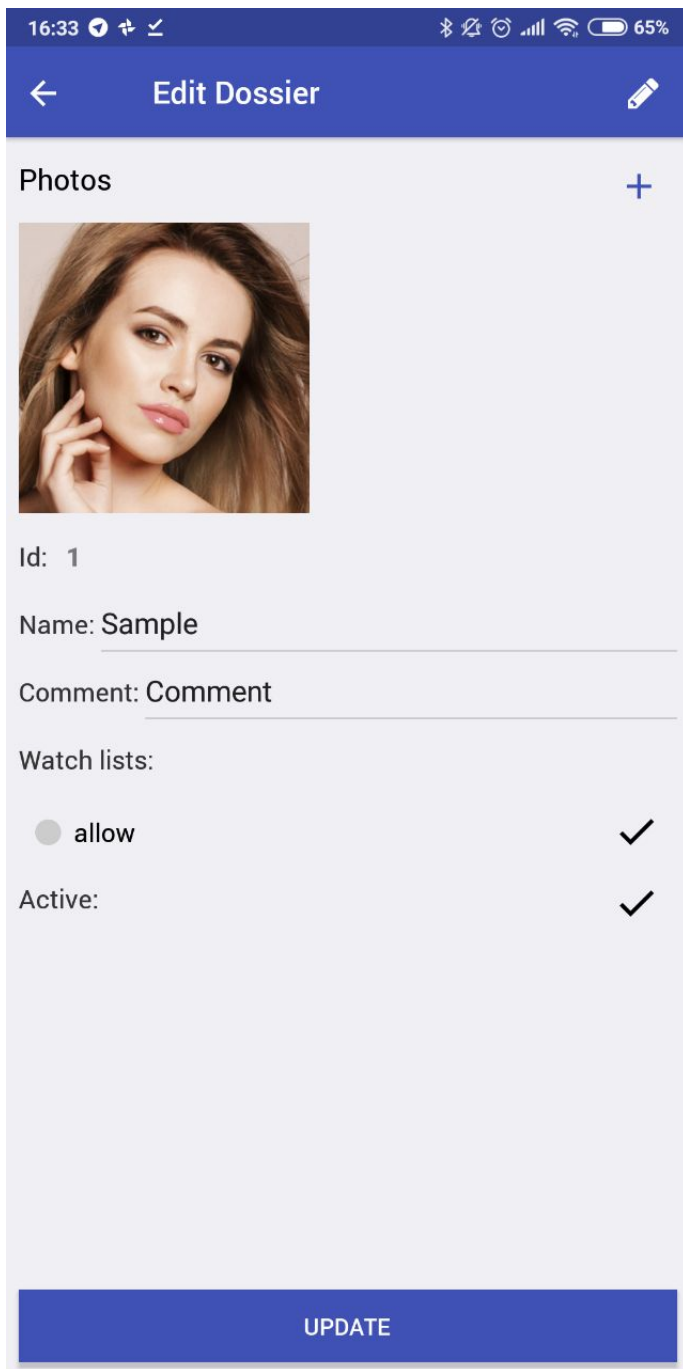 16:33 65%
Edit Dossier
Photos
Id: 1
Name: Sample
Comment: Comment
Watch lists:
allow
Active:
UPDATE